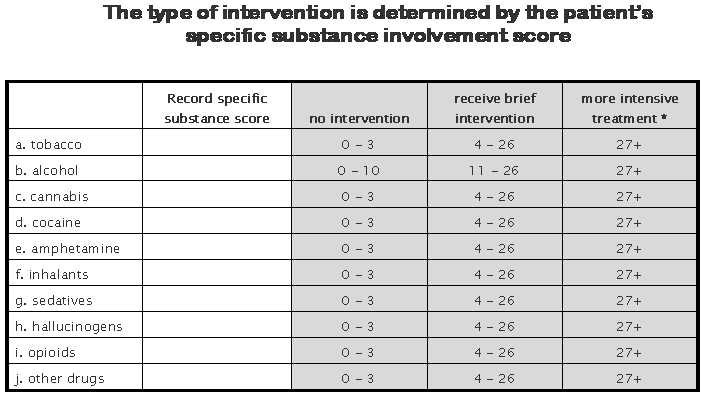 The type of intervention is determined by the patient's
specific substance involvement score
Record specific
substance score
no intervention
receive brief
intervention
more intensive
treatment *
a. tobacco 0 – 3 4 – 26 27+
b. alcohol 0 – 10 11 – 26 27+
c. cannabis 0 – 3 4 – 26 27+
d. cocaine 0 – 3 4 – 26 27+
e. amphetamine 0 – 3 4 – 26 27+
f. inhalants 0 – 3 4 – 26 27+
g. sedatives 0 – 3 4 – 26 27+
h. hallucinogens 0 – 3 4 – 26 27+
i. opioids 0 – 3 4 – 26 27+
j. other drugs 0 – 3 4 – 26 27+